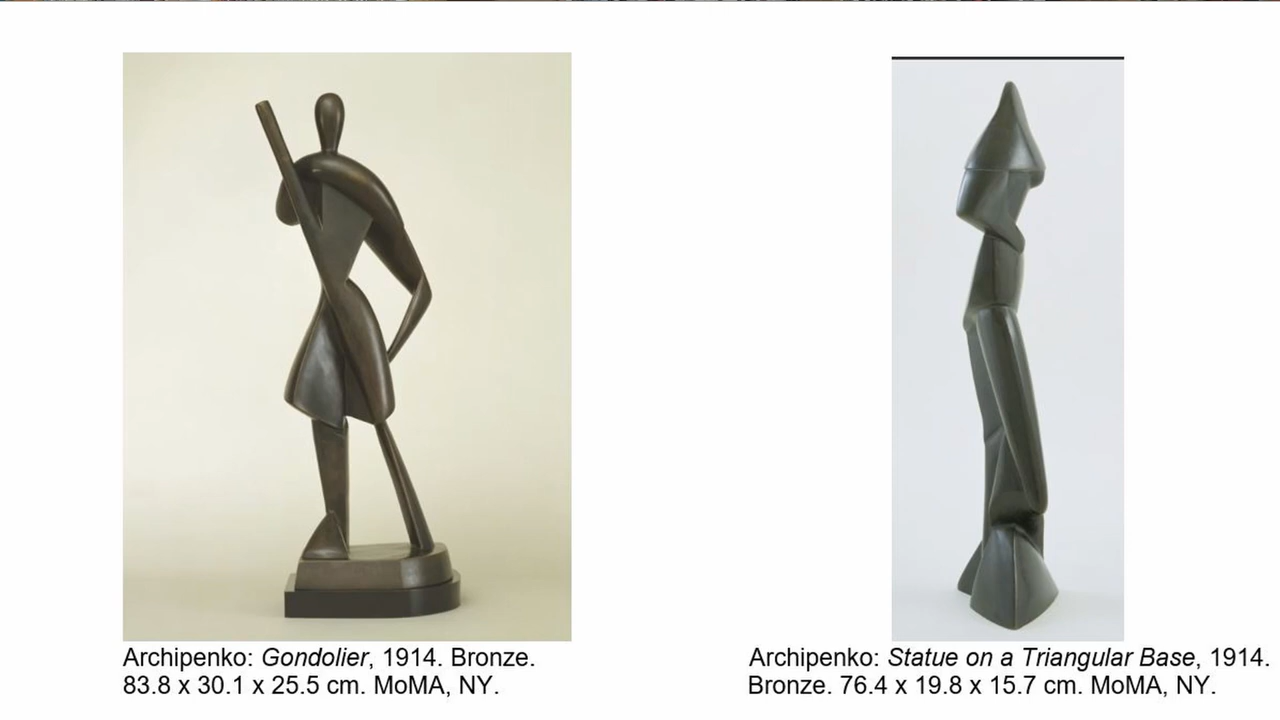 Archipenko: Gondolier, 1914. Bronze.
83.8 x 30.1 x 25.5 cm. MoMA, NY.
Archipenko: Statue on a Triangular Base, 1914.
Bronze. 76.4 x 19.8 x 15.7 cm. MoMA, NY.